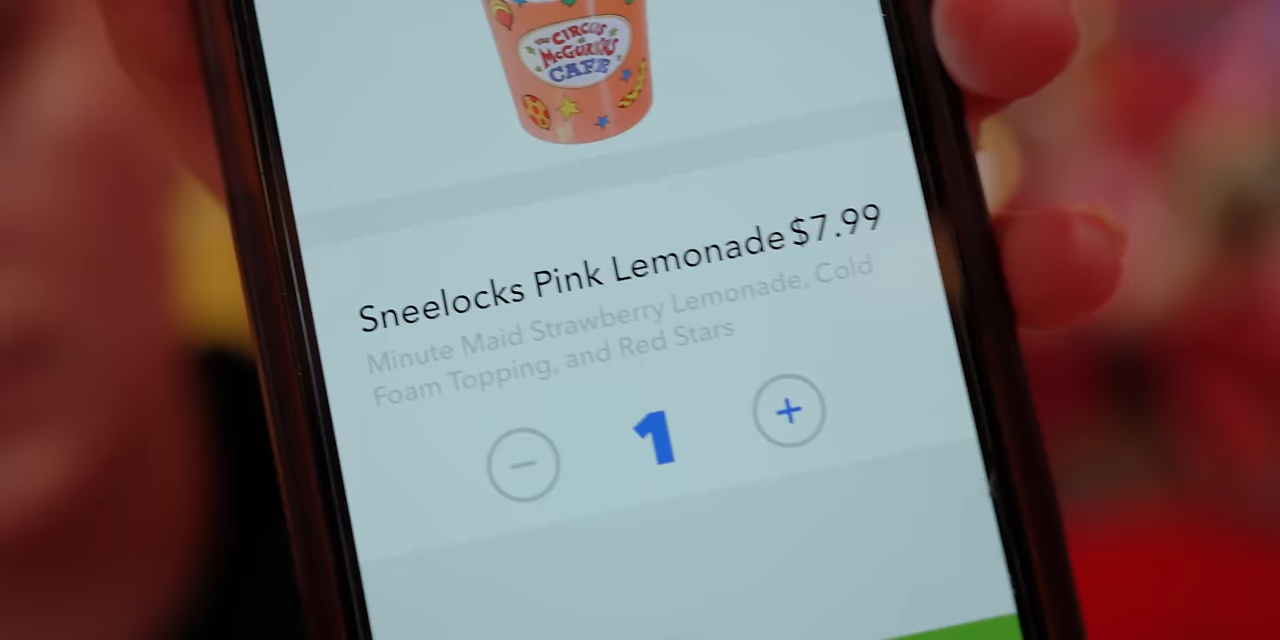 THE CIRCUS
McGURKUS
CAFE
Sneelocks Pink Lemonade $7.99
Minute Maid Strawberry Lemonade, Cold
Foam Topping, and Red Stars
− 1 +